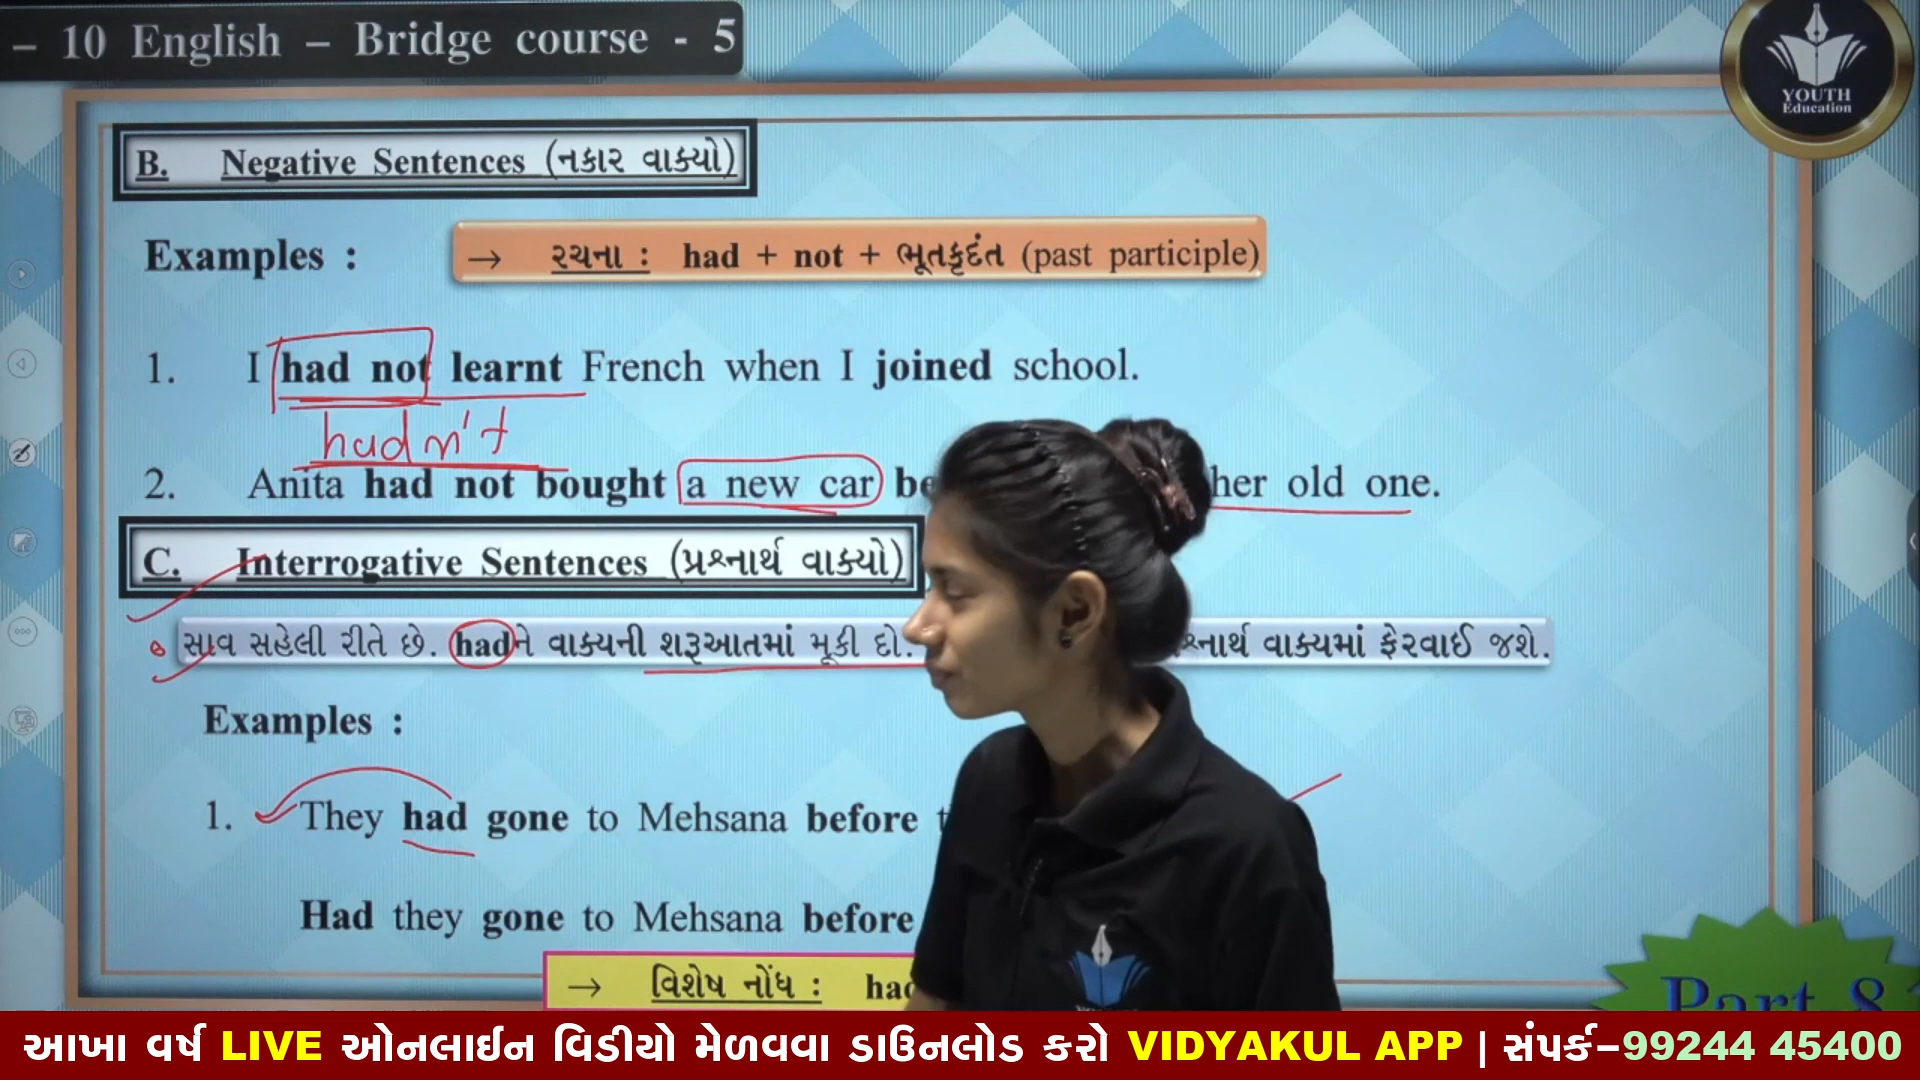 – 10 English – Bridge course - 5
YOUTH
Education
B. Negative Sentences (નકાર વાક્યો)
Examples :
→ રચના : had + not + ભૂતકૃદંત (past participle)
1. I had not learnt French when I joined school.
hadn't
2. Anita had not bought a new car her old one.
C. Interrogative Sentences (પ્રશ્નાર્થ વાક્યો)
સાવ સહેલી રીતે છે. hadને વાક્યની શરૂઆતમાં મૂકી દો. વાક્યમાં ફેરવાઈ જશે.
Examples :
1. They had gone to Mehsana before
Had they gone to Mehsana before
→ વિશેષ નોંધ :
Part 8
આખા વર્ષ LIVE ઓનલાઈન વિડીયો મેળવવા ડાઉનલોડ કરો VIDYAKUL APP | સંપર્ક–99244 45400